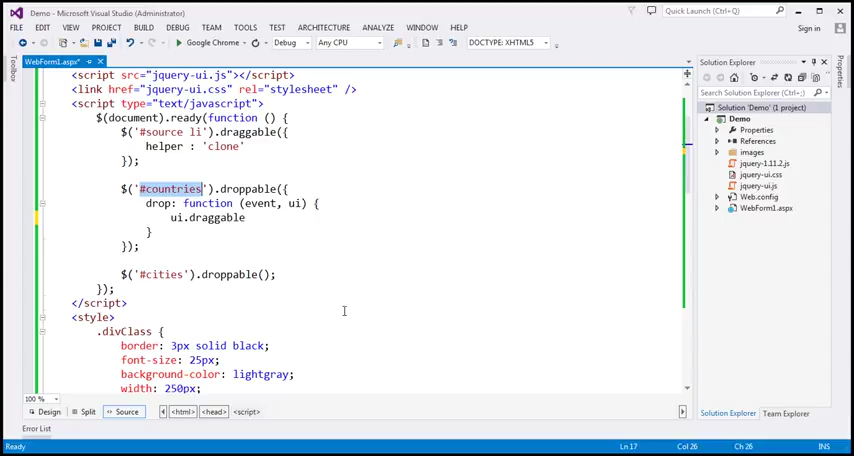 Demo - Microsoft Visual Studio (Administrator)
Quick Launch (Ctrl+Q)
FILE EDIT VIEW PROJECT BUILD DEBUG TEAM TOOLS TEST ARCHITECTURE ANALYZE WINDOW HELP
Sign in
Google Chrome Debug Any CPU DOCTYPE: XHTML5
Toolbox
WebForm1.aspx*
<script src="jquery-ui.js"></script>
<link href="jquery-ui.css" rel="stylesheet" />
<script type="text/javascript">
$(document).ready(function () {
$('#source li').draggable({
helper : 'clone'
});
$('#countries').droppable({
drop: function (event, ui) {
ui.draggable
}
});
$('#cities').droppable();
});
</script>
<style>
.divClass {
border: 3px solid black;
font-size: 25px;
background-color: lightgray;
width: 250px;
100 %
Design Split Source <html> <head> <script>
Error List
Solution Explorer
Search Solution Explorer (Ctrl+;)
Solution 'Demo' (1 project)
Demo
Properties
References
images
jquery-1.11.2.js
jquery-ui.css
jquery-ui.js
Web.config
WebForm1.aspx
Solution Explorer Team Explorer
Properties
Ready Ln 17 Col 26 Ch 26 INS